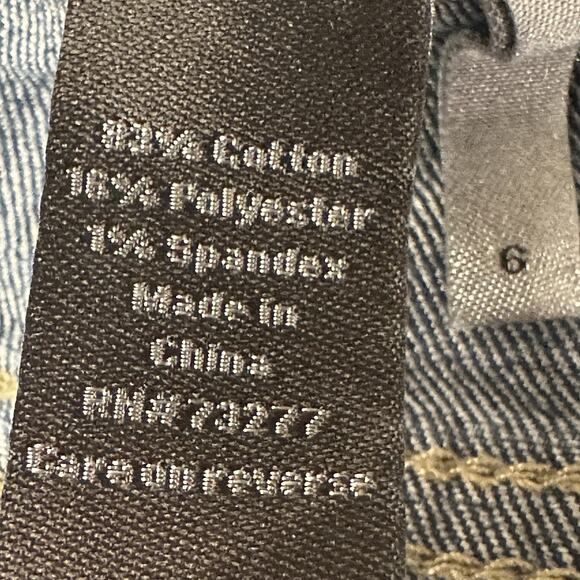 83% Cotton
16% Polyester
1% Spandex
Made in
China
RN# 73277
Care on reverse
6